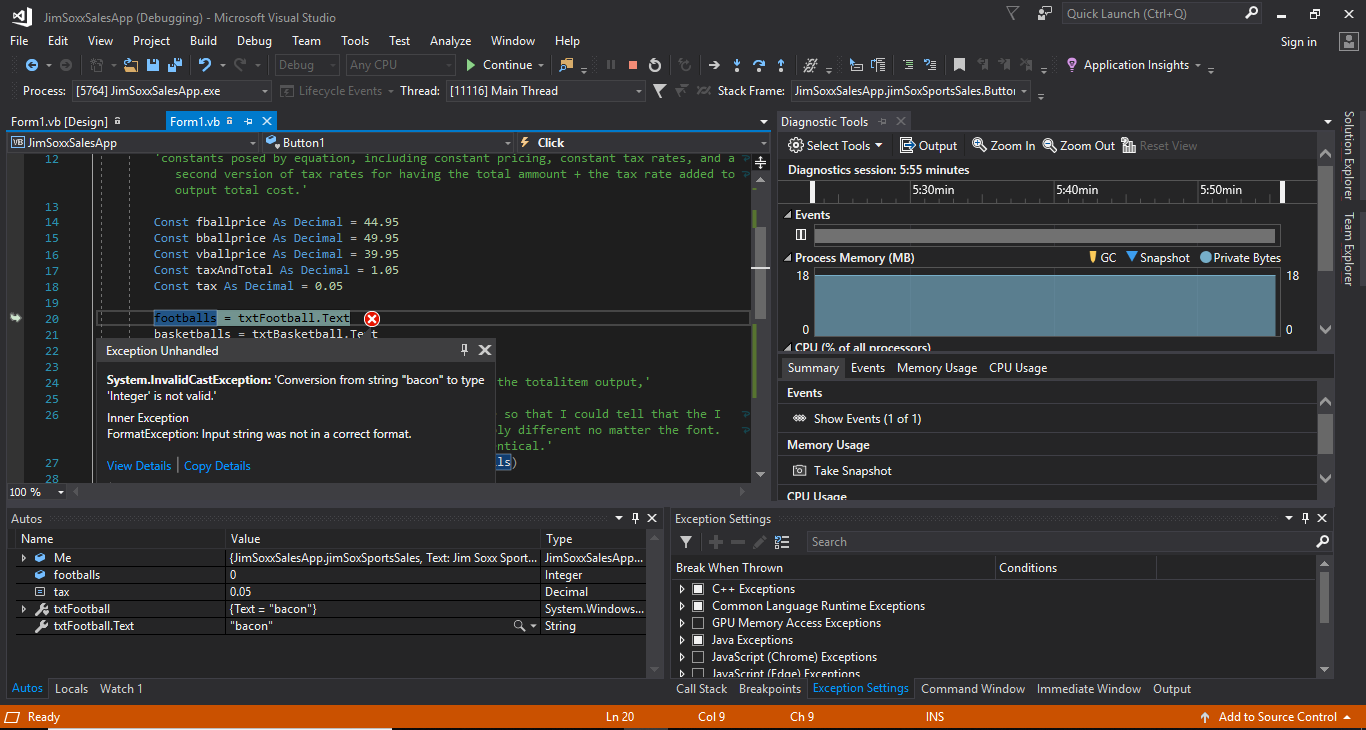 JimSoxxSalesApp (Debugging) - Microsoft Visual Studio
Quick Launch (Ctrl+Q)
File Edit View Project Build Debug Team Tools Test Analyze Window Help
Sign in
Debug Any CPU Continue Application Insights
Process: [5764] JimSoxxSalesApp.exe Lifecycle Events Thread: [11116] Main Thread Stack Frame: JimSoxxSalesApp.jimSoxSportsSales.Button
Form1.vb [Design] Form1.vb
VB JimSoxxSalesApp Button1 Click
12 'constants posed by equation, including constant pricing, constant tax rates, and a
second version of tax rates for having the total ammount + the tax rate added to
output total cost.'
13
14 Const fballprice As Decimal = 44.95
15 Const bballprice As Decimal = 49.95
16 Const vballprice As Decimal = 39.95
17 Const taxAndTotal As Decimal = 1.05
18 Const tax As Decimal = 0.05
19
20 footballs = txtFootball.Text
21 basketballs = txtBasketball.Text
22
23
24 the totalitem output,'
25
26 so that I could tell that the I
ly different no matter the font.
ntical.'
27 ls)
28
Exception Unhandled
System.InvalidCastException: 'Conversion from string "bacon" to type
'Integer' is not valid.'
Inner Exception
FormatException: Input string was not in a correct format.
View Details | Copy Details
100 %
Diagnostic Tools
Select Tools Output Zoom In Zoom Out Reset View
Diagnostics session: 5:55 minutes
5:30min 5:40min 5:50min
Events
Process Memory (MB) GC Snapshot Private Bytes
18 18
0 0
CPU (% of all processors)
Summary Events Memory Usage CPU Usage
Events
Show Events (1 of 1)
Memory Usage
Take Snapshot
CPU Usage
Solution Explorer
Team Explorer
Autos
Name Value Type
Me {JimSoxxSalesApp.jimSoxSportsSales, Text: Jim Soxx Sport... JimSoxxSalesApp...
footballs 0 Integer
tax 0.05 Decimal
txtFootball {Text = "bacon"} System.Windows...
txtFootball.Text "bacon" String
Autos Locals Watch 1
Exception Settings
Search
Break When Thrown Conditions
C++ Exceptions
Common Language Runtime Exceptions
GPU Memory Access Exceptions
Java Exceptions
JavaScript (Chrome) Exceptions
JavaScript (Edge) Exceptions
Call Stack Breakpoints Exception Settings Command Window Immediate Window Output
Ready Ln 20 Col 9 Ch 9 INS Add to Source Control